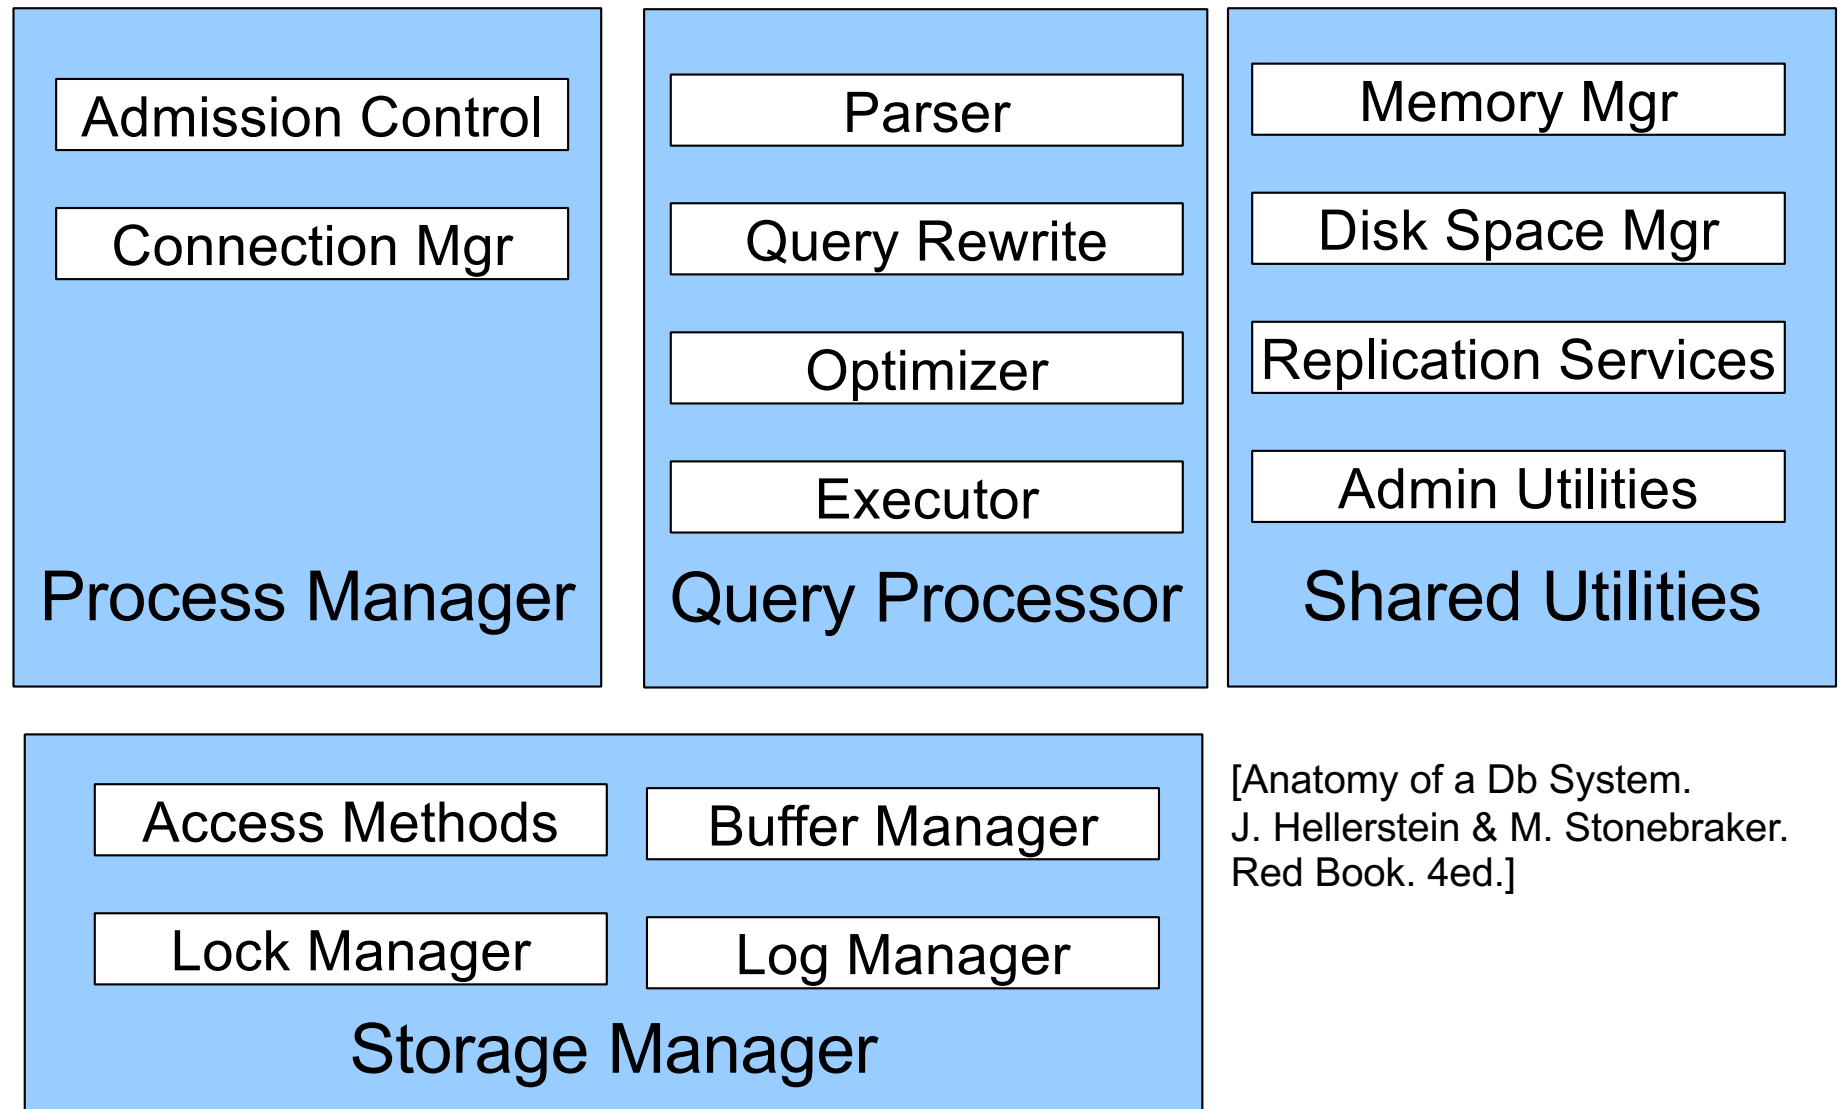 Admission Control
Connection Mgr
Process Manager
Parser
Query Rewrite
Optimizer
Executor
Query Processor
Memory Mgr
Disk Space Mgr
Replication Services
Admin Utilities
Shared Utilities
Access Methods
Buffer Manager
Lock Manager
Log Manager
Storage Manager
[Anatomy of a Db System.
J. Hellerstein & M. Stonebraker.
Red Book. 4ed.]